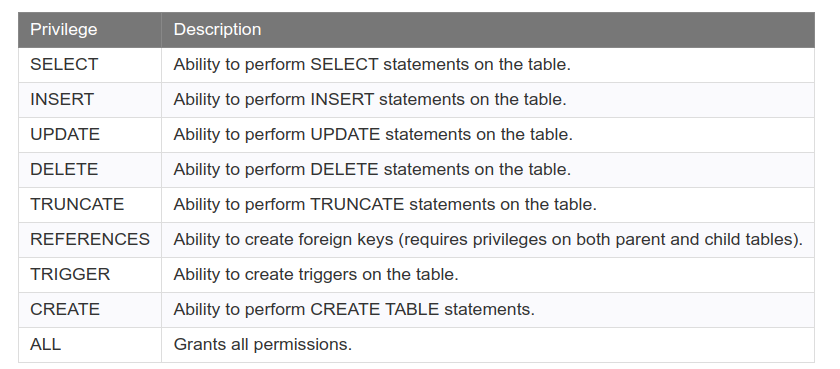 Privilege Description
SELECT Ability to perform SELECT statements on the table.
INSERT Ability to perform INSERT statements on the table.
UPDATE Ability to perform UPDATE statements on the table.
DELETE Ability to perform DELETE statements on the table.
TRUNCATE Ability to perform TRUNCATE statements on the table.
REFERENCES Ability to create foreign keys (requires privileges on both parent and child tables).
TRIGGER Ability to create triggers on the table.
CREATE Ability to perform CREATE TABLE statements.
ALL Grants all permissions.